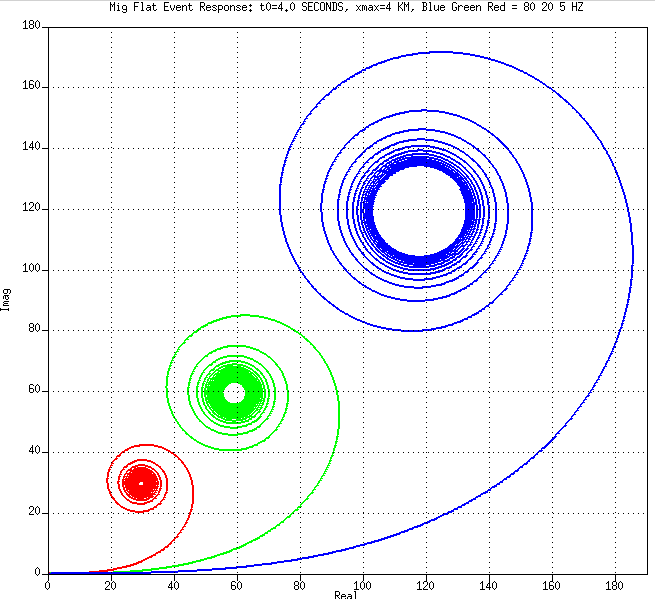 Mig Flat Event Response: t0=4.0 SECONDS, xmax=4 KM, Blue Green Red = 80 20 5 HZ
180
160
140
120
100
80
60
40
20
0
Imag
0 20 40 60 80 100 120 140 160 180
Real